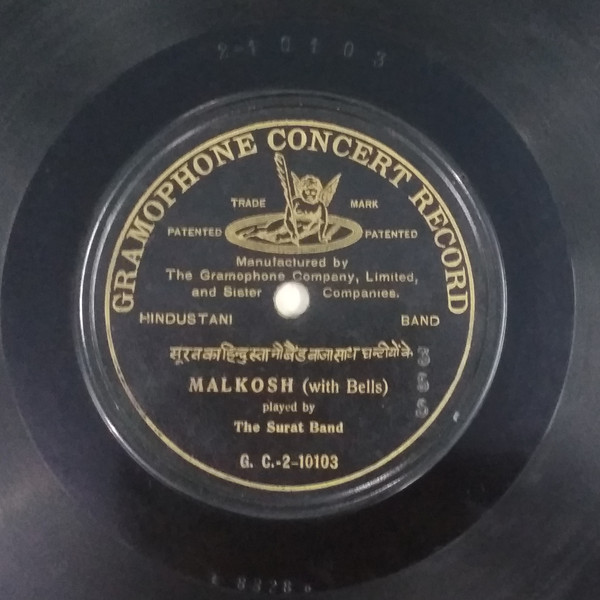 2-10103
GRAMOPHONE CONCERT RECORD
TRADE MARK
PATENTED PATENTED
Manufactured by
The Gramophone Company, Limited,
and Sister Companies.
HINDUSTANI BAND
सूरत का हिन्दुस्तानी बैंड बाजा साथ घन्टीयों के
MALKOSH (with Bells)
played by
The Surat Band
G. C.-2-10103